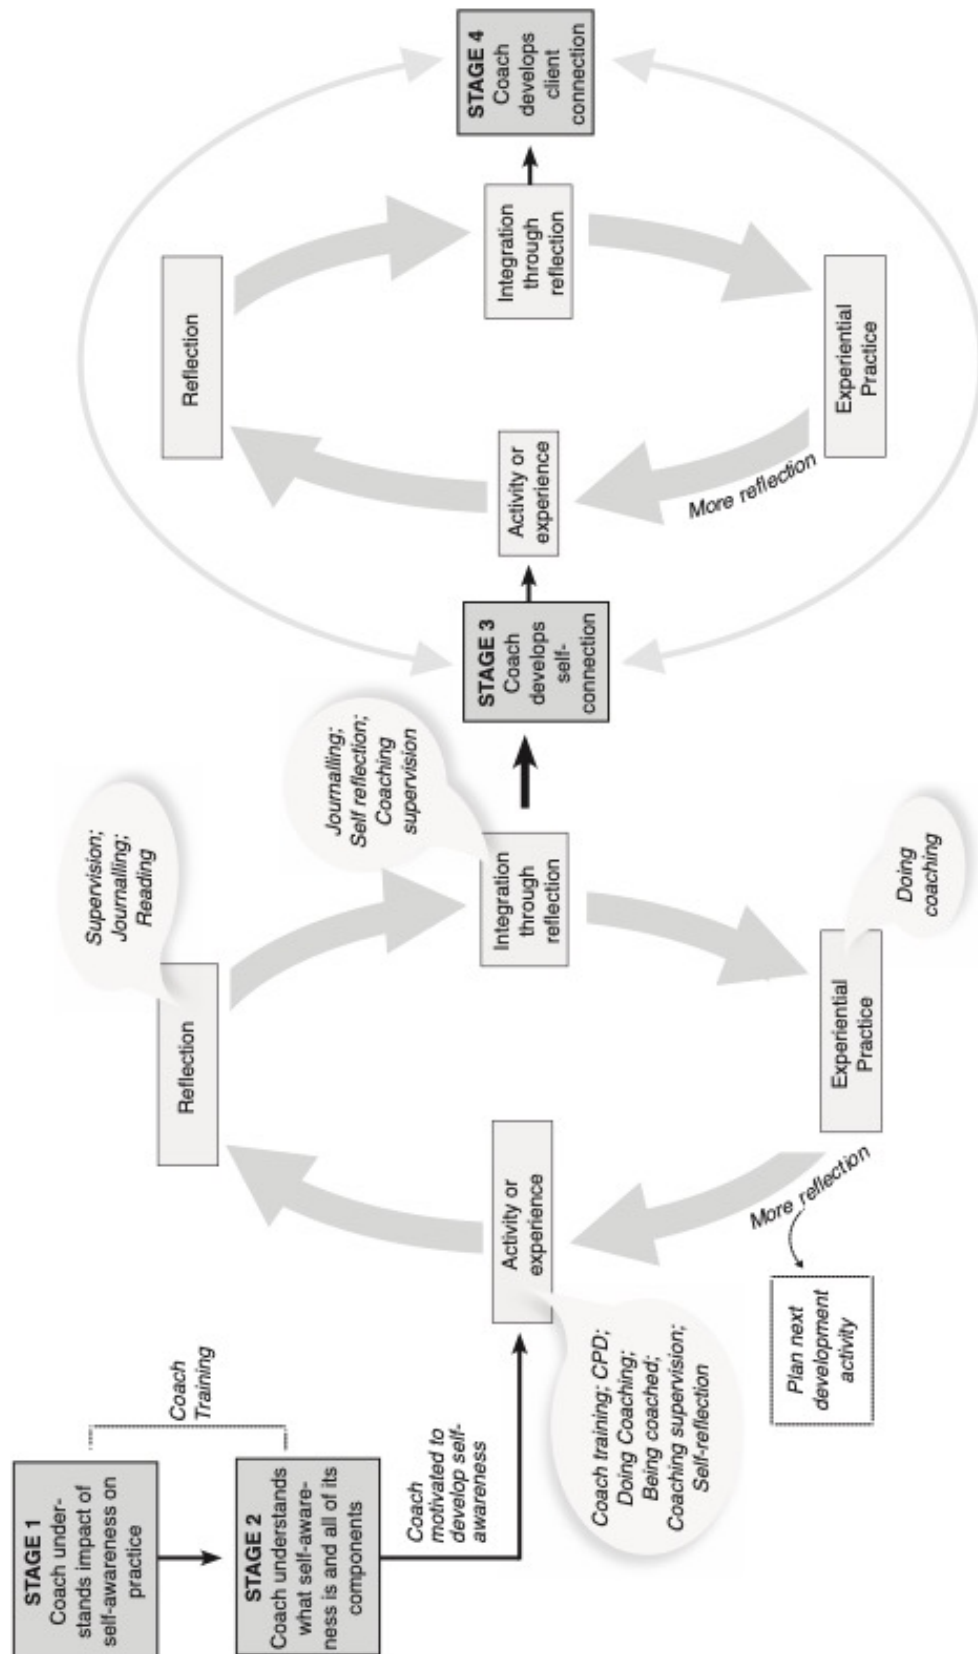 STAGE 1
Coach under-
stands impact of
self-awareness on
practice
Coach
Training
STAGE 2
Coach understands
what self-aware-
ness is and all of its
components
Coach
motivated to
develop self-
awareness
Activity or
experience
Coach training; CPD;
Doing Coaching;
Being coached;
Coaching supervision;
Self-reflection
Reflection
Supervision;
Journalling;
Reading
Integration
through
reflection
Journalling;
Self reflection;
Coaching
supervision
Experiential
Practice
Doing
coaching
More reflection
Plan next
development
activity
STAGE 3
Coach
develops
self-
connection
Activity or
experience
Reflection
Integration
through
reflection
Experiential
Practice
More reflection
STAGE 4
Coach
develops
client
connection